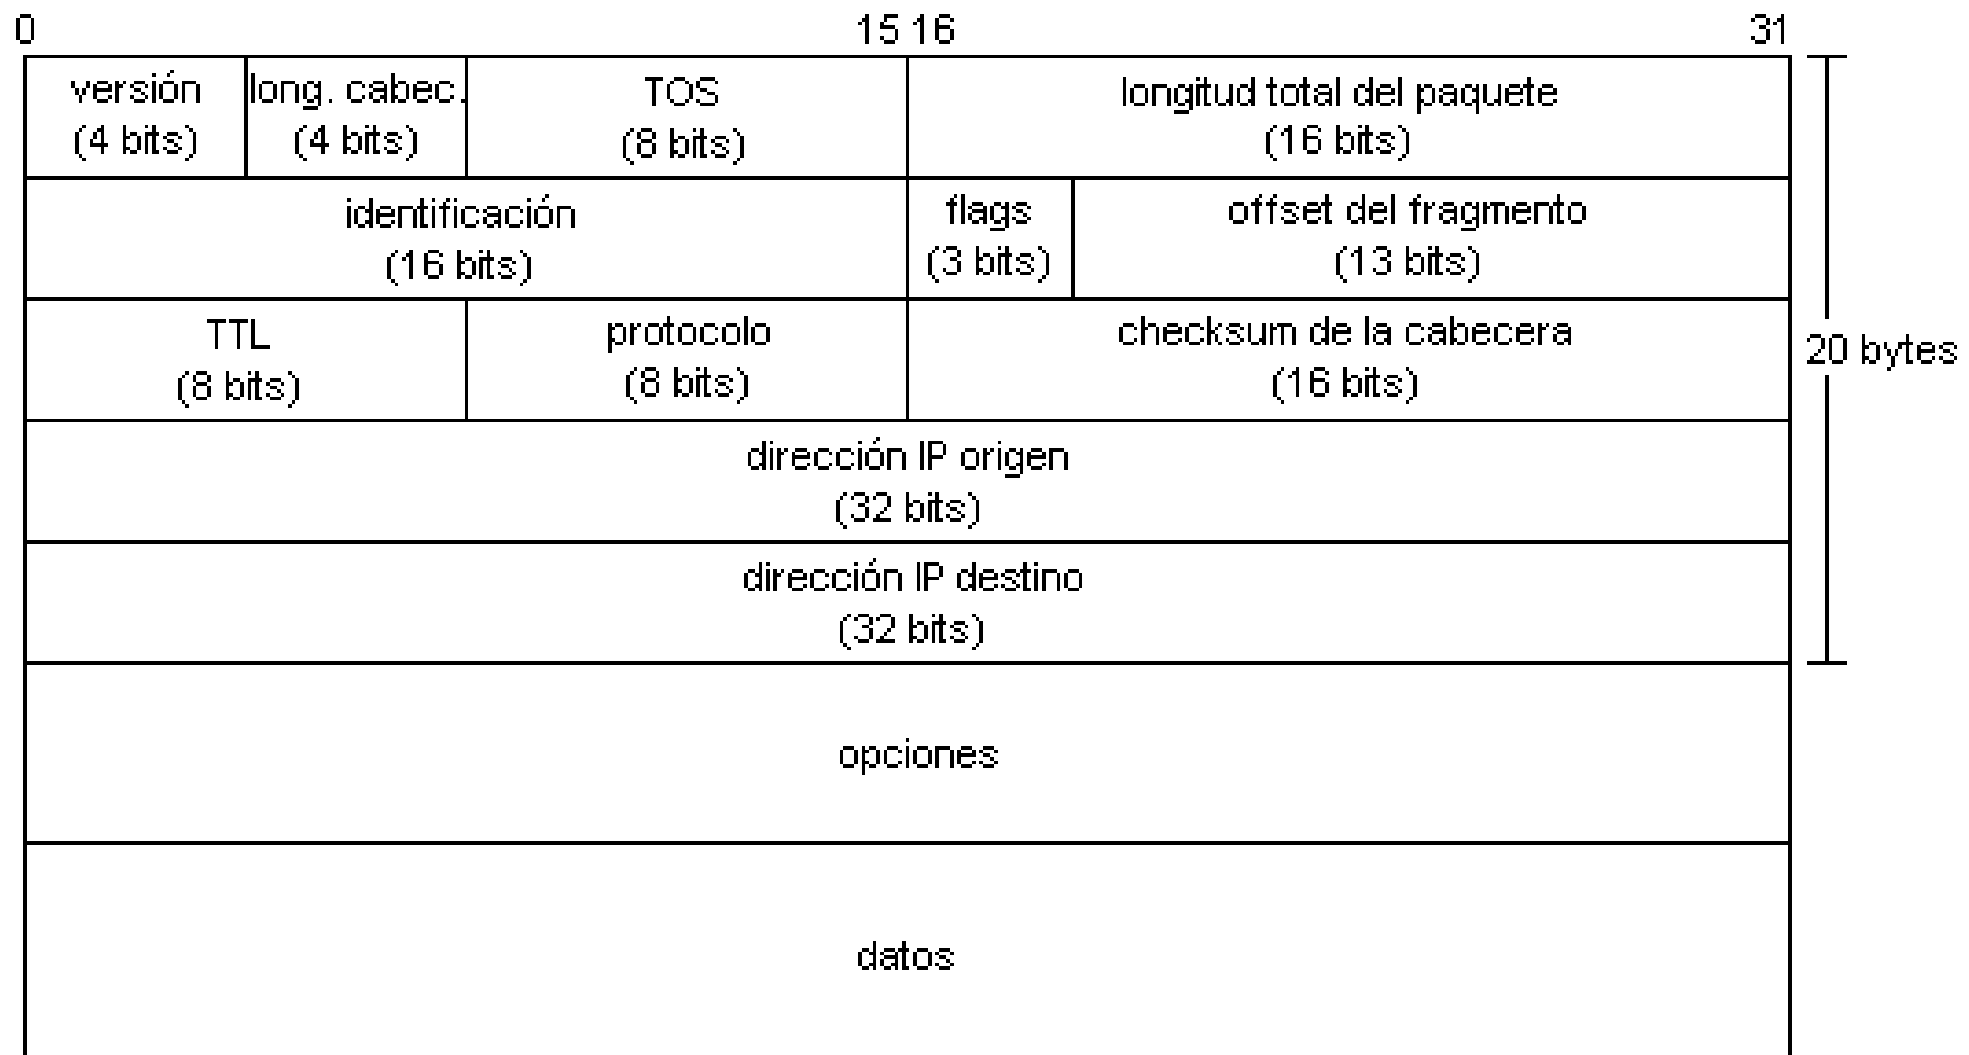 0
15 16
31
versión
(4 bits)
long. cabec.
(4 bits)
TOS
(8 bits)
longitud total del paquete
(16 bits)
identificación
(16 bits)
flags
(3 bits)
offset del fragmento
(13 bits)
TTL
(8 bits)
protocolo
(8 bits)
checksum de la cabecera
(16 bits)
20 bytes
dirección IP origen
(32 bits)
dirección IP destino
(32 bits)
opciones
datos